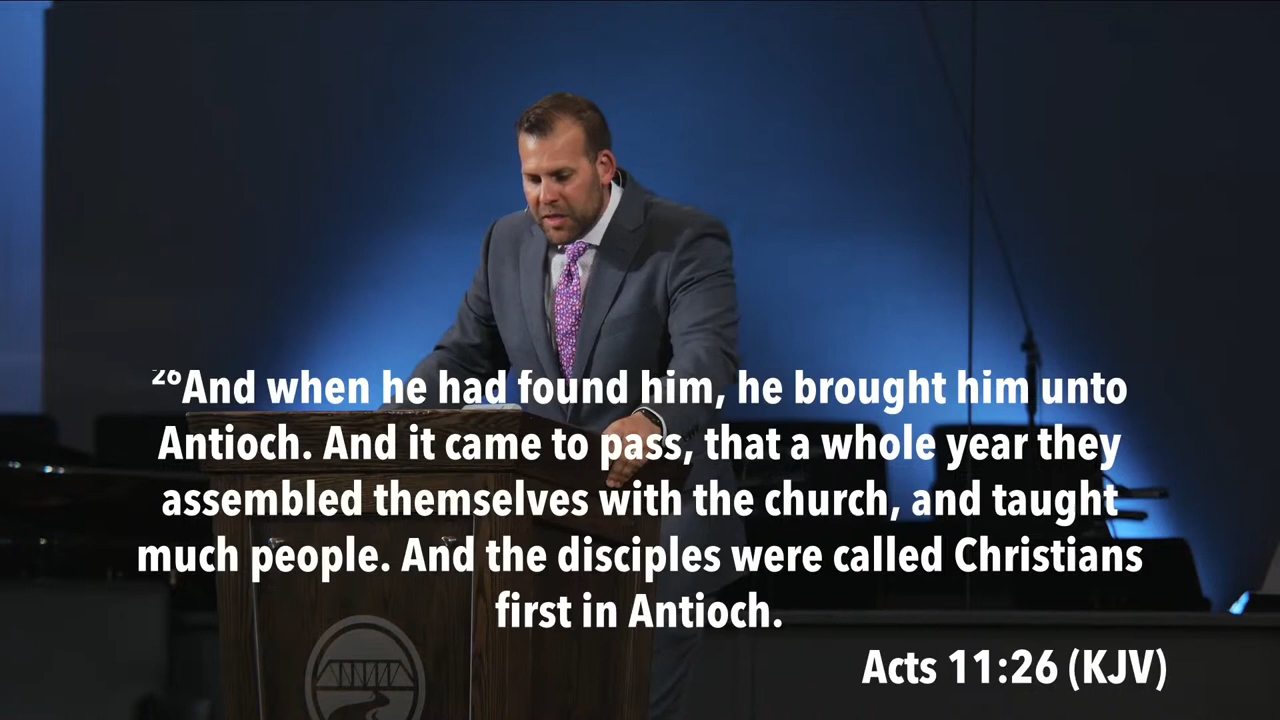 ²⁶And when he had found him, he brought him unto
Antioch. And it came to pass, that a whole year they
assembled themselves with the church, and taught
much people. And the disciples were called Christians
first in Antioch.
Acts 11:26 (KJV)